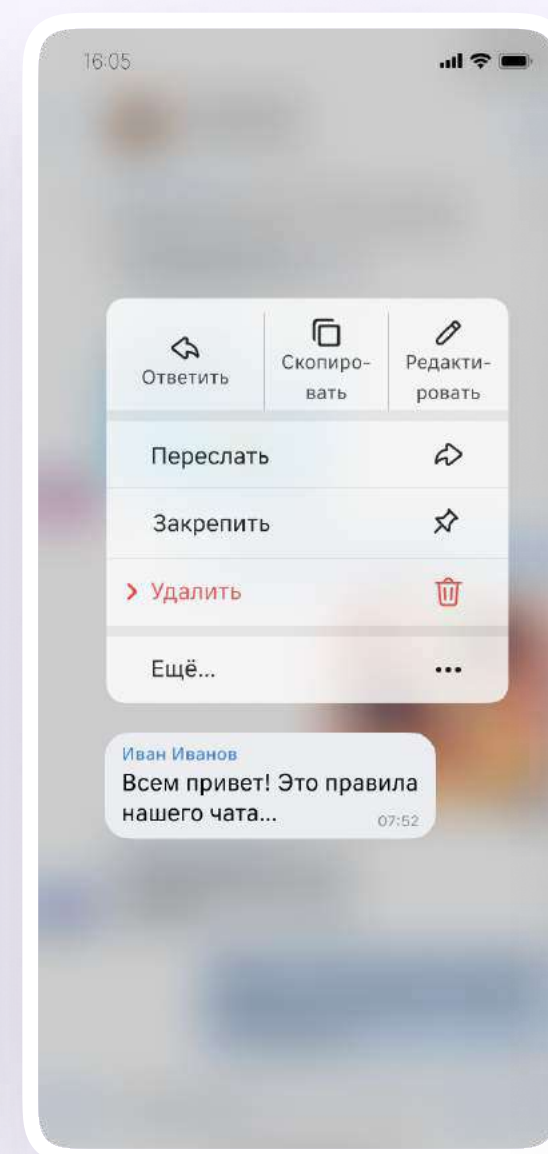 16:05
Ответить
Скопиро-
вать
Редакти-
ровать
Переслать
Закрепить
Удалить
Ещё...
Иван Иванов
Всем привет! Это правила
нашего чата...
07:52